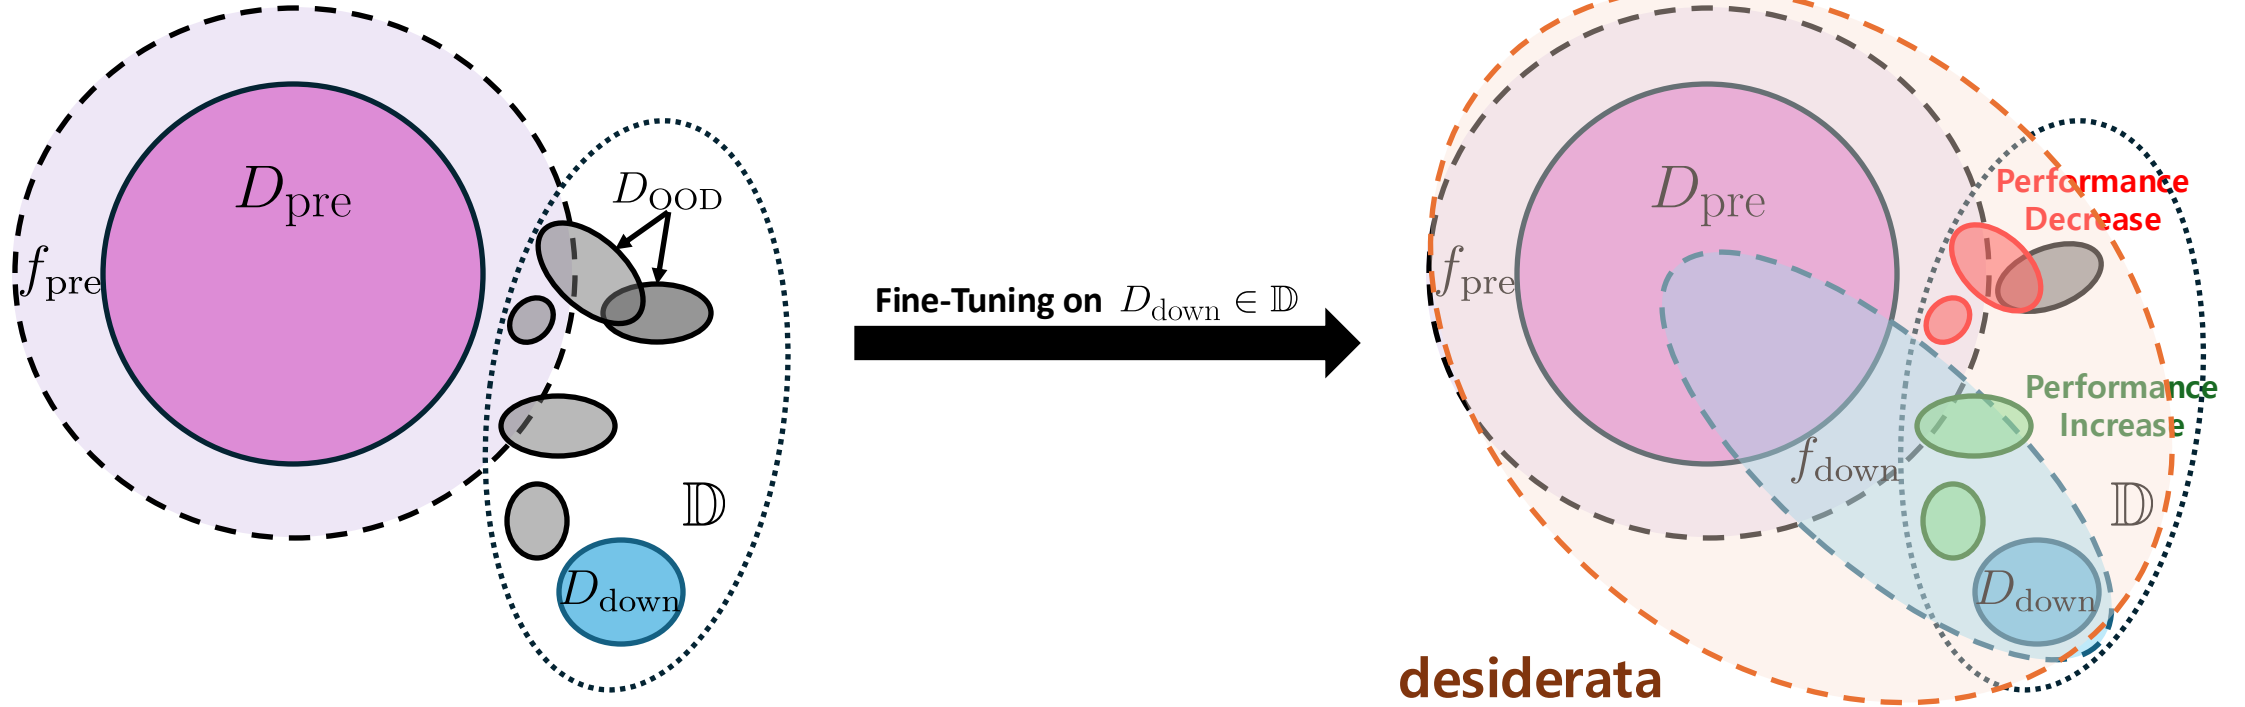 D_pre
f_pre
D_OOD
𝔻
D_down
Fine-Tuning on D_down ∈ 𝔻
D_pre
f_pre
Performance
Decrease
Performance
Increase
f_down
𝔻
D_down
desiderata